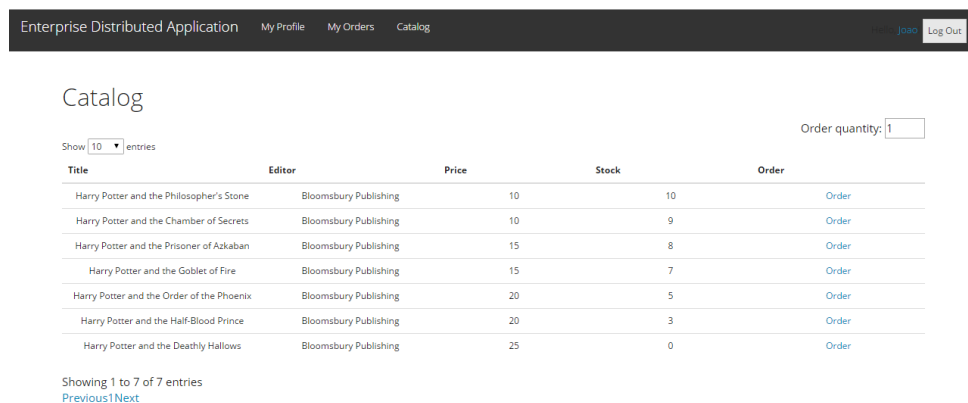 Enterprise Distributed Application My Profile My Orders Catalog Hello, Joao Log Out
Catalog
Order quantity: 1
Show 10 entries
Title Editor Price Stock Order
Harry Potter and the Philosopher's Stone Bloomsbury Publishing 10 10 Order
Harry Potter and the Chamber of Secrets Bloomsbury Publishing 10 9 Order
Harry Potter and the Prisoner of Azkaban Bloomsbury Publishing 15 8 Order
Harry Potter and the Goblet of Fire Bloomsbury Publishing 15 7 Order
Harry Potter and the Order of the Phoenix Bloomsbury Publishing 20 5 Order
Harry Potter and the Half-Blood Prince Bloomsbury Publishing 20 3 Order
Harry Potter and the Deathly Hallows Bloomsbury Publishing 25 0 Order
Showing 1 to 7 of 7 entries
Previous1Next